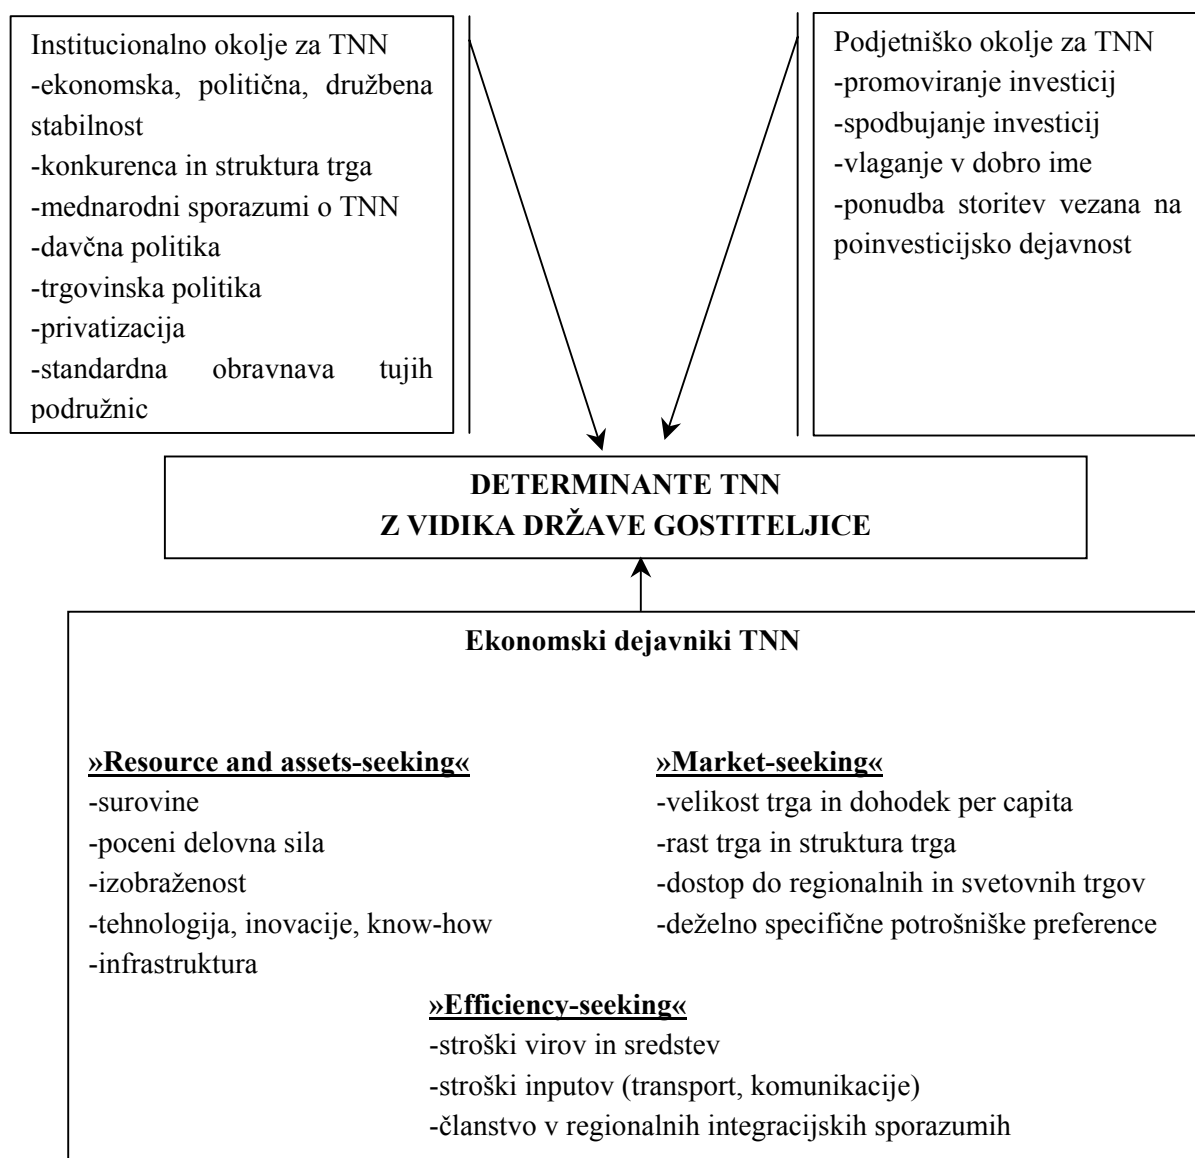 Institucionalno okolje za TNN
-ekonomska, politična, družbena
stabilnost
-konkurenca in struktura trga
-mednarodni sporazumi o TNN
-davčna politika
-trgovinska politika
-privatizacija
-standardna obravnava tujih
podružnic
Podjetniško okolje za TNN
-promoviranje investicij
-spodbujanje investicij
-vlaganje v dobro ime
-ponudba storitev vezana na
poinvesticijsko dejavnost
DETERMINANTE TNN
Z VIDIKA DRŽAVE GOSTITELJICE
Ekonomski dejavniki TNN
»Resource and assets-seeking«
-surovine
-poceni delovna sila
-izobraženost
-tehnologija, inovacije, know-how
-infrastruktura
»Market-seeking«
-velikost trga in dohodek per capita
-rast trga in struktura trga
-dostop do regionalnih in svetovnih trgov
-deželno specifične potrošniške preference
»Efficiency-seeking«
-stroški virov in sredstev
-stroški inputov (transport, komunikacije)
-članstvo v regionalnih integracijskih sporazumih